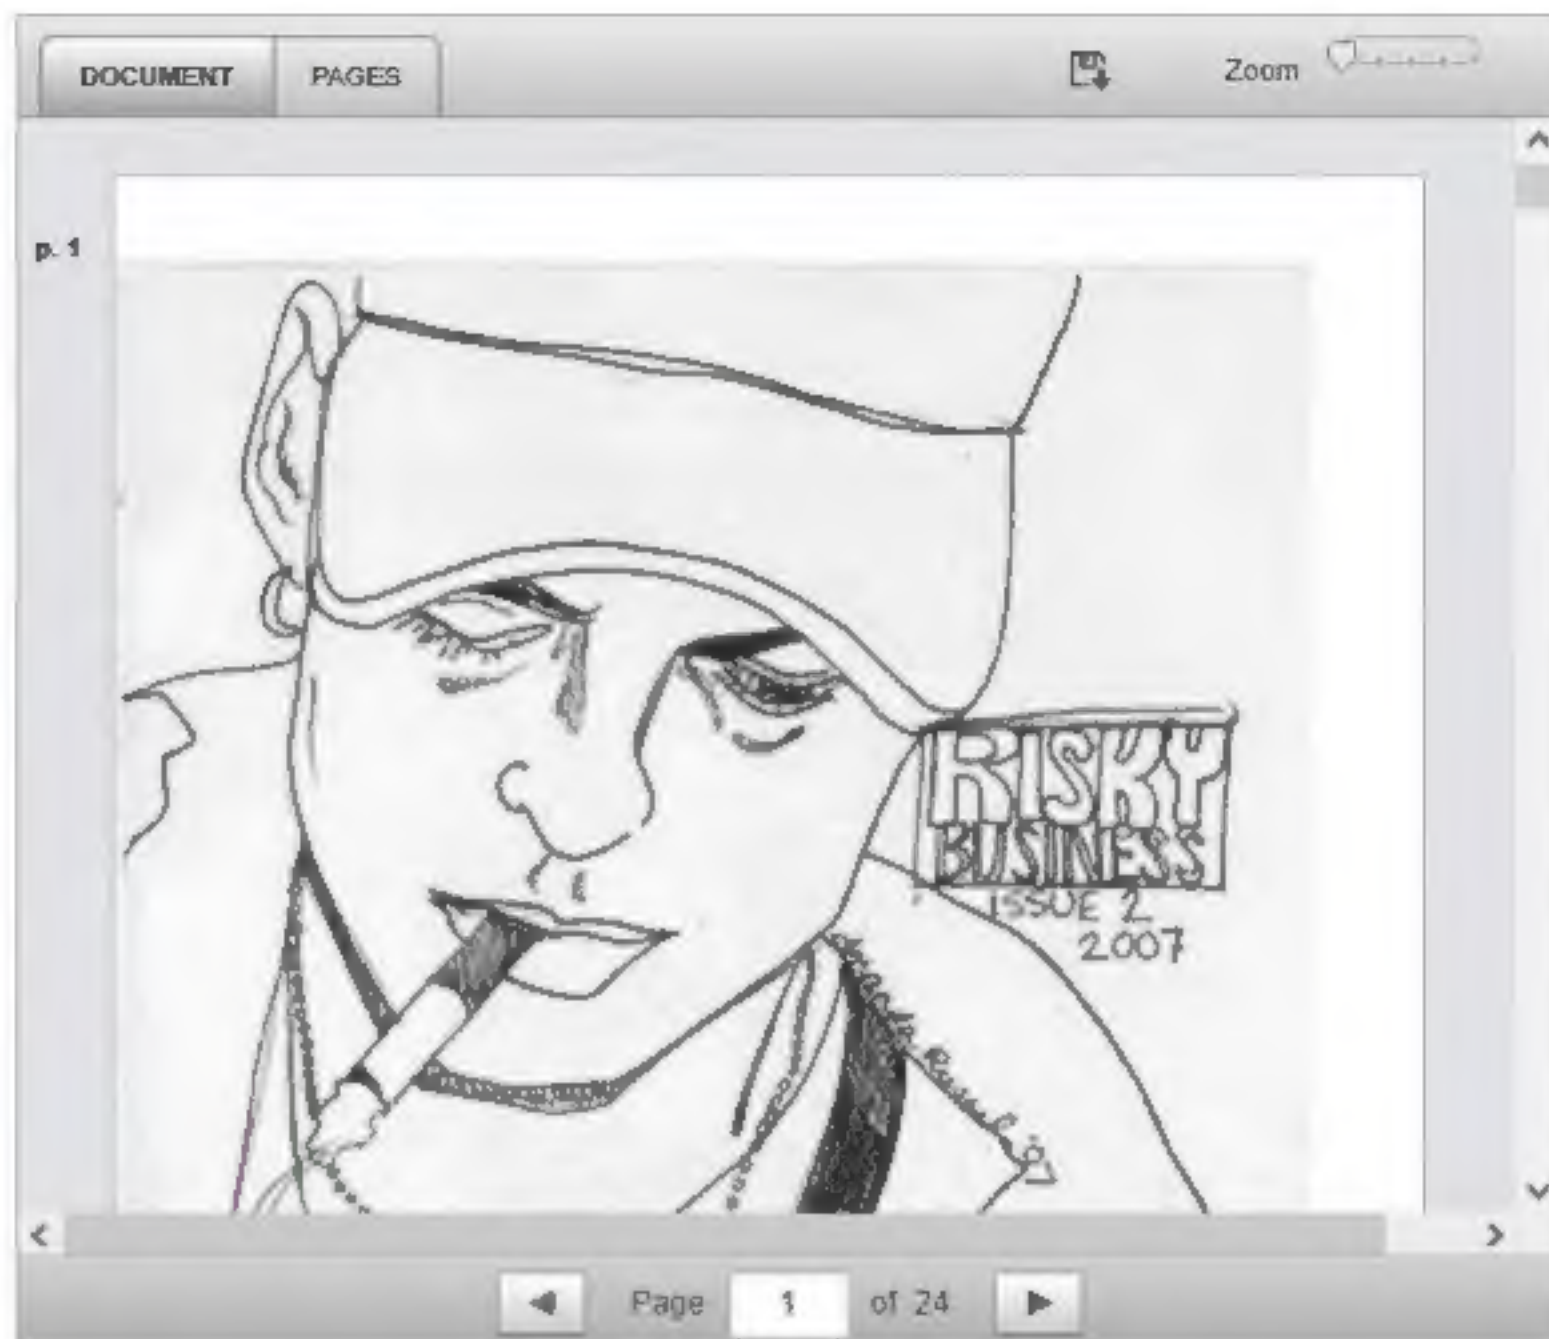 DOCUMENT PAGES Zoom
p. 1
RISKY
BUSINESS
ISSUE 2
2007
Page 1 of 24